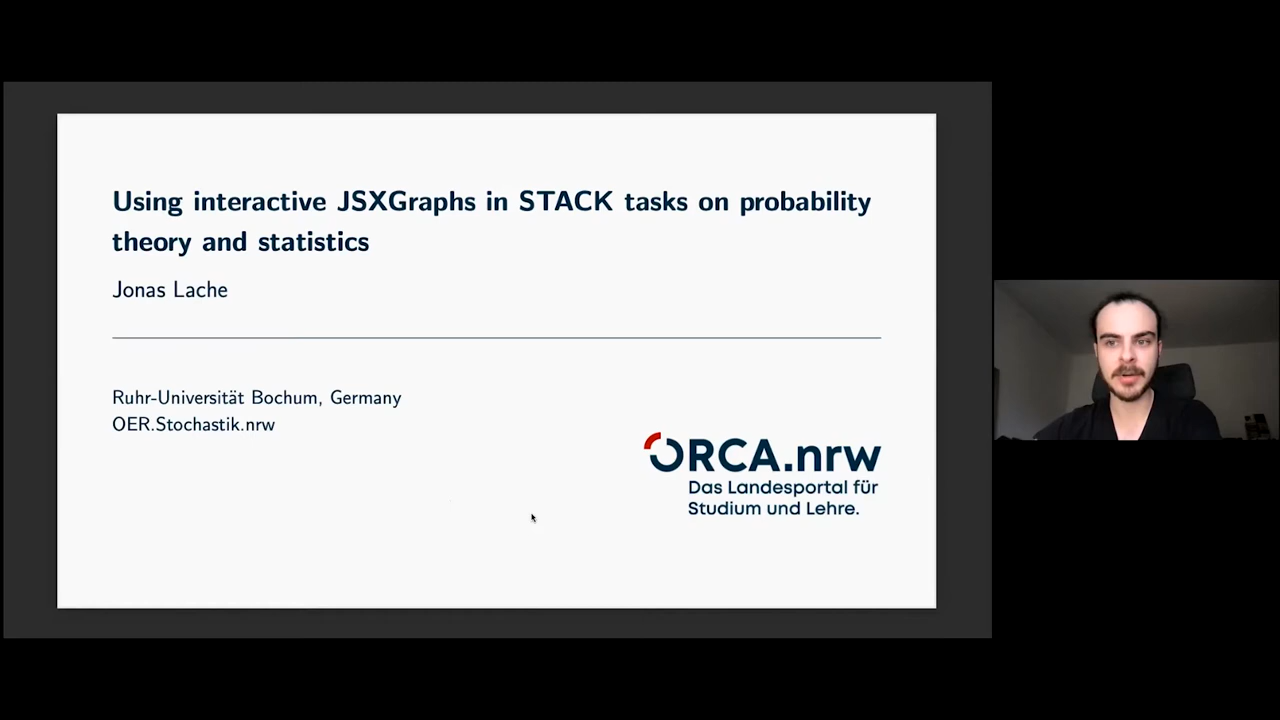 Using interactive JSXGraphs in STACK tasks on probability
theory and statistics
Jonas Lache
Ruhr-Universität Bochum, Germany
OER.Stochastik.nrw
ORCA.nrw
Das Landesportal für
Studium und Lehre.